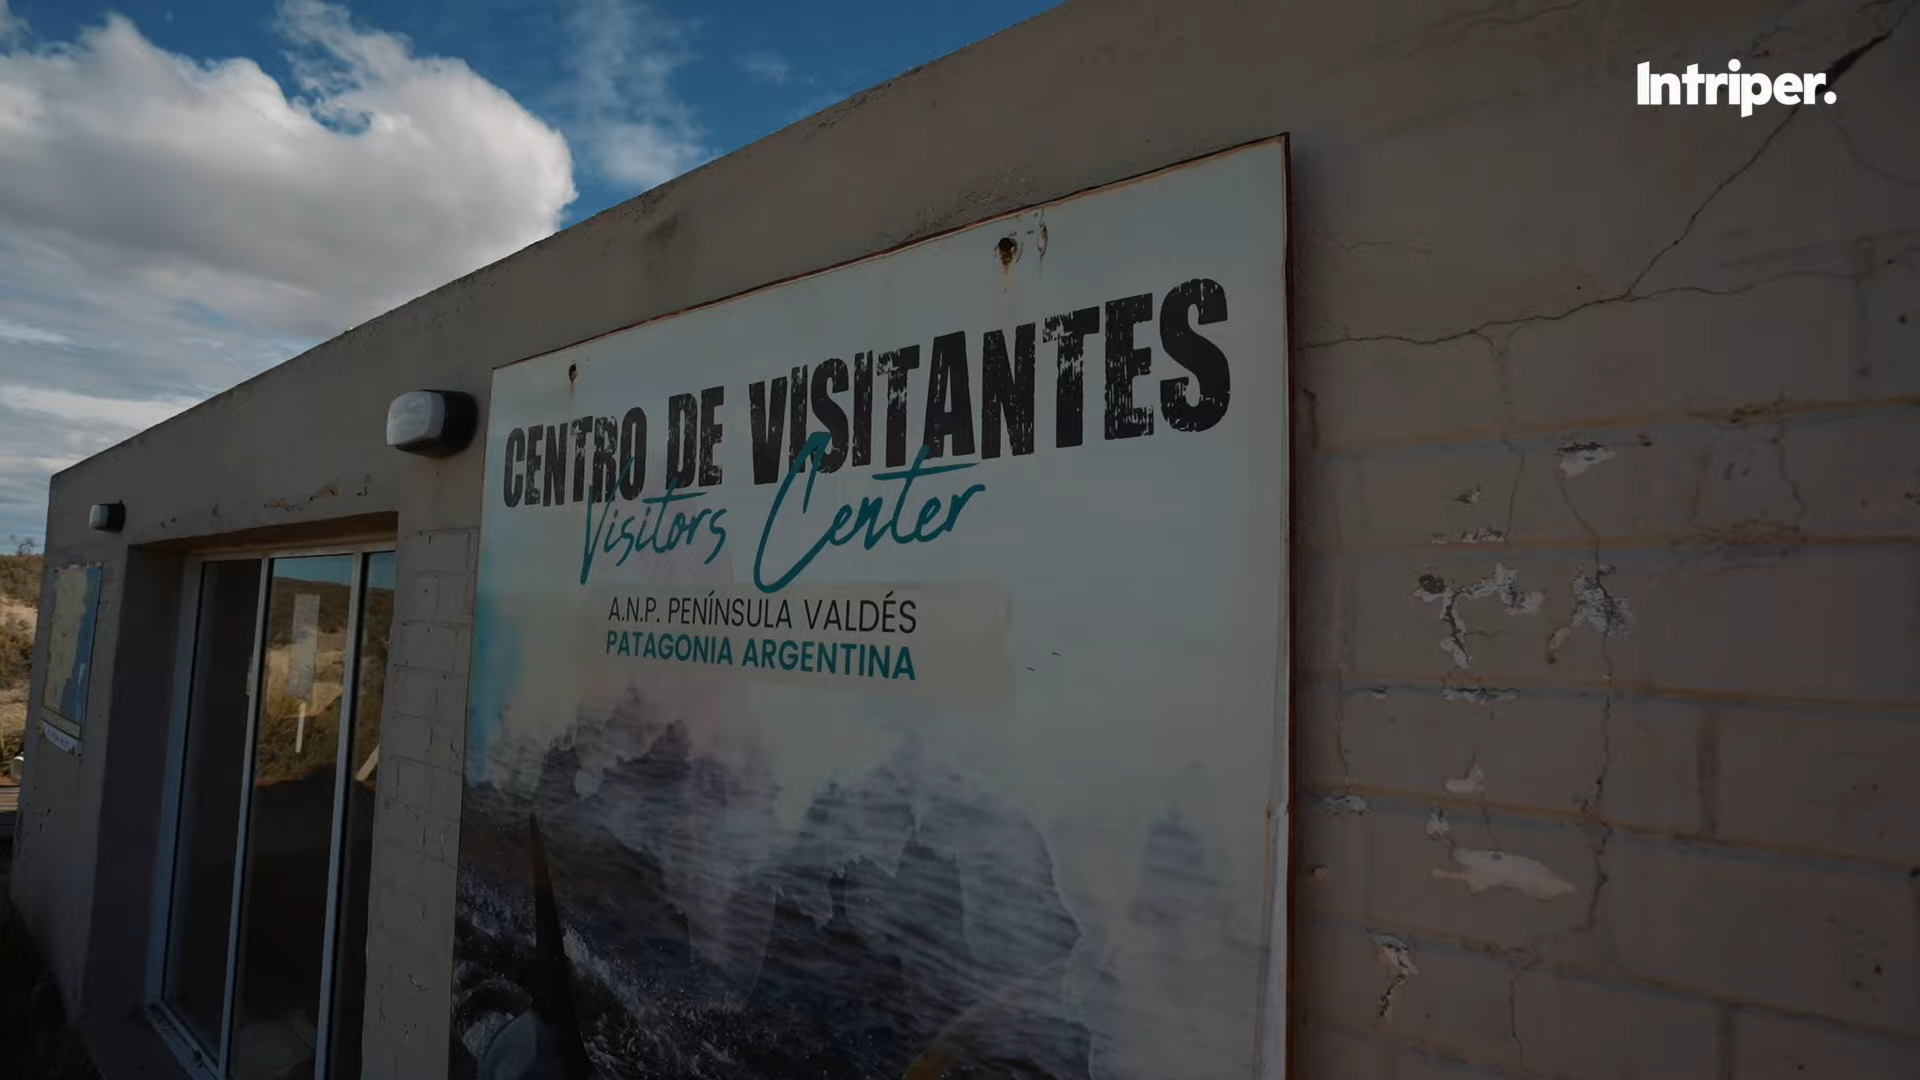 Intriper.
CENTRO DE VISITANTES
Visitors Center
A.N.P. PENÍNSULA VALDÉS
PATAGONIA ARGENTINA